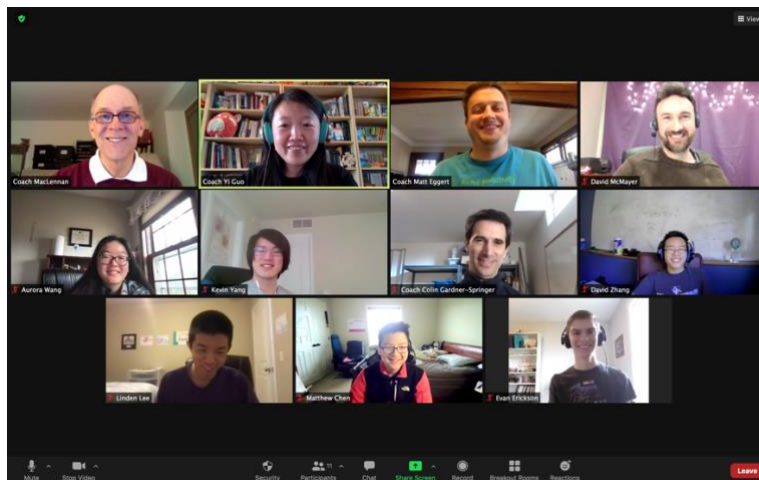 View
Coach MacLennan
Coach Yi Guo
Coach Matt Eggert
David McMayer
Aurora Wang
Kevin Yang
Coach Colin Gardner-Springer
David Zhang
Linden Lee
Matthew Chen
Evan Erickson
Mute
Stop Video
Security
Participants
11
Chat
Share Screen
Record
Breakout Rooms
Reactions
Leave